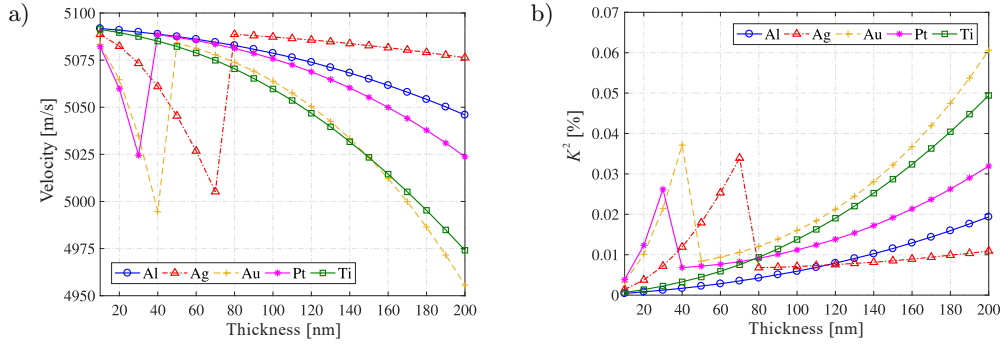 a)
5100
5075
5050
5025
5000
4975
4950
Velocity [m/s]
Al Ag Au Pt Ti
20 40 60 80 100 120 140 160 180 200
Thickness [nm]
b)
0.07
0.06
0.05
0.04
0.03
0.02
0.01
0
K² [%]
Al Ag Au Pt Ti
20 40 60 80 100 120 140 160 180 200
Thickness [nm]